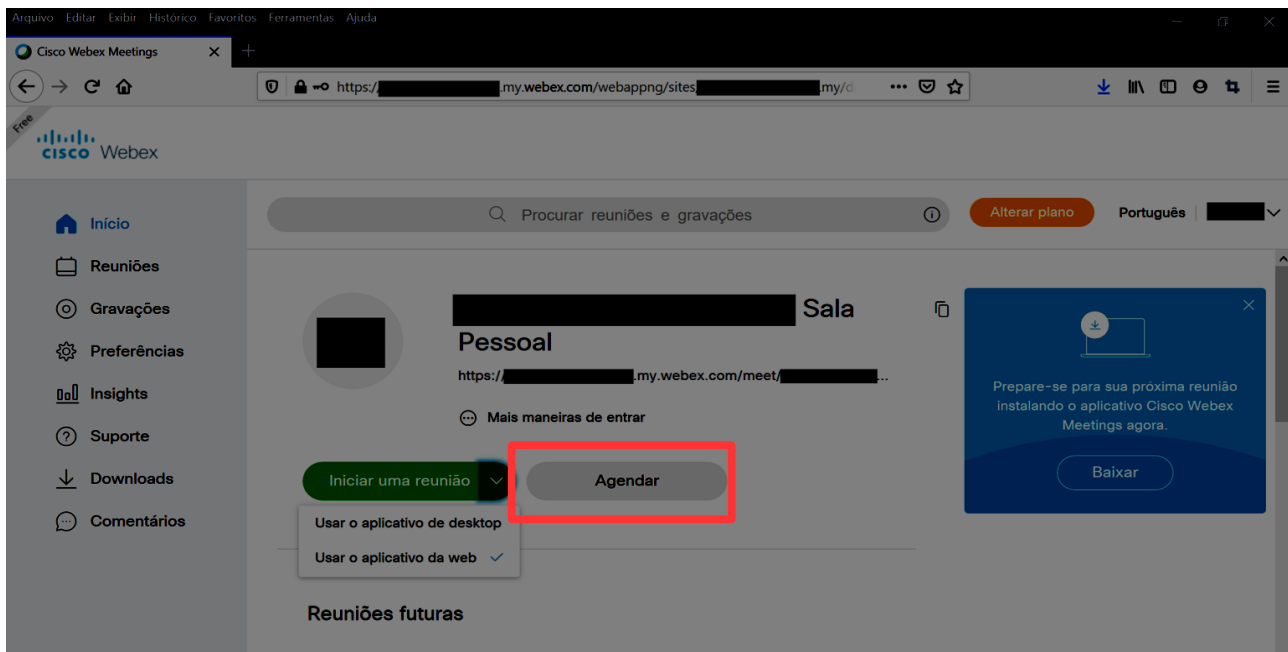 Arquivo Editar Exibir Histórico Favoritos Ferramentas Ajuda
Cisco Webex Meetings
https:/ .my.webex.com/webappng/sites .my/d
Free
cisco Webex
Procurar reuniões e gravações
Alterar plano
Português
Início
Reuniões
Gravações
Preferências
Insights
Suporte
Downloads
Comentários
Sala
Pessoal
https:/ .my.webex.com/meet/ ...
Mais maneiras de entrar
Iniciar uma reunião
Agendar
Usar o aplicativo de desktop
Usar o aplicativo da web
Reuniões futuras
Prepare-se para sua próxima reunião
instalando o aplicativo Cisco Webex
Meetings agora.
Baixar